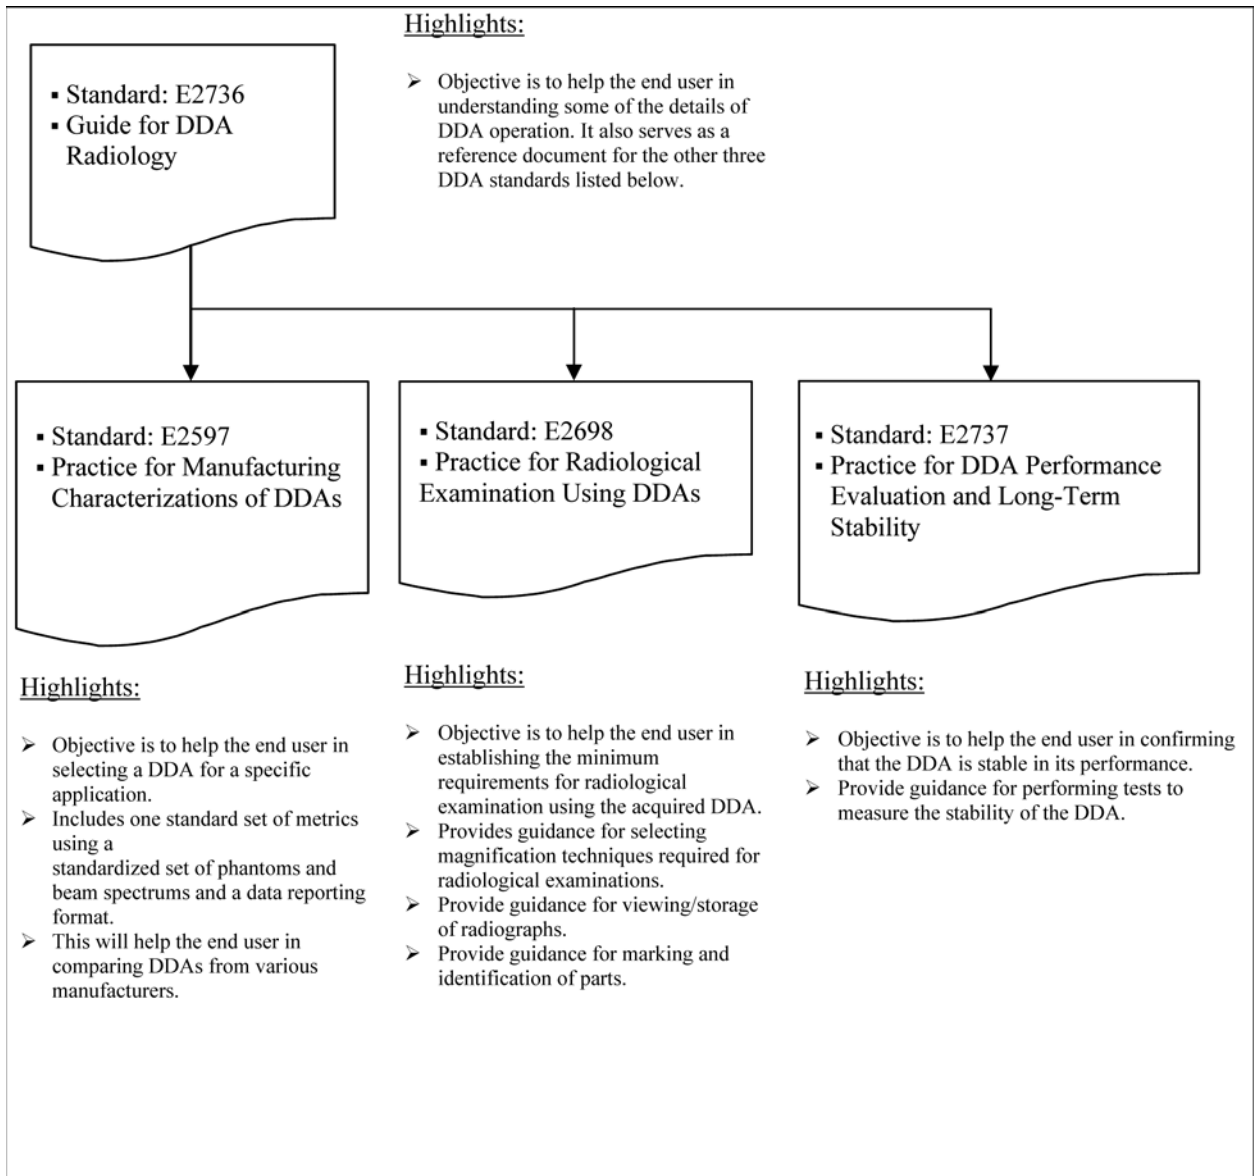 Highlights:
▪ Standard: E2736
▪ Guide for DDA
Radiology
➢ Objective is to help the end user in
understanding some of the details of
DDA operation. It also serves as a
reference document for the other three
DDA standards listed below.
▪ Standard: E2597
▪ Practice for Manufacturing
Characterizations of DDAs
▪ Standard: E2698
▪ Practice for Radiological
Examination Using DDAs
▪ Standard: E2737
▪ Practice for DDA Performance
Evaluation and Long-Term
Stability
Highlights:
➢ Objective is to help the end user in
selecting a DDA for a specific
application.
➢ Includes one standard set of metrics
using a
standardized set of phantoms and
beam spectrums and a data reporting
format.
➢ This will help the end user in
comparing DDAs from various
manufacturers.
Highlights:
➢ Objective is to help the end user in
establishing the minimum
requirements for radiological
examination using the acquired DDA.
➢ Provides guidance for selecting
magnification techniques required for
radiological examinations.
➢ Provide guidance for viewing/storage
of radiographs.
➢ Provide guidance for marking and
identification of parts.
Highlights:
➢ Objective is to help the end user in confirming
that the DDA is stable in its performance.
➢ Provide guidance for performing tests to
measure the stability of the DDA.